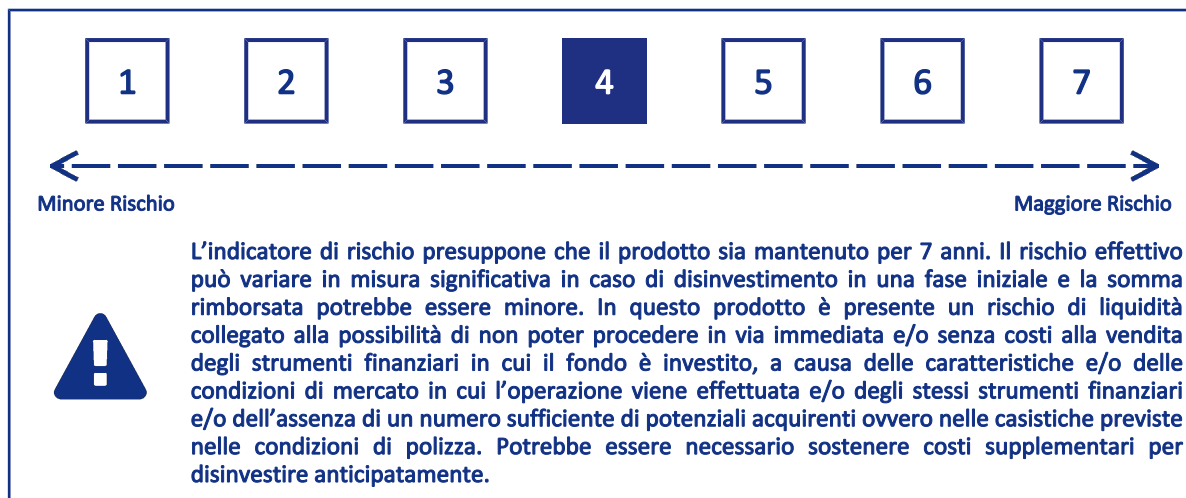 1 2 3 4 5 6 7
Minore Rischio Maggiore Rischio
L’indicatore di rischio presuppone che il prodotto sia mantenuto per 7 anni. Il rischio effettivo
può variare in misura significativa in caso di disinvestimento in una fase iniziale e la somma
rimborsata potrebbe essere minore. In questo prodotto è presente un rischio di liquidità
collegato alla possibilità di non poter procedere in via immediata e/o senza costi alla vendita
degli strumenti finanziari in cui il fondo è investito, a causa delle caratteristiche e/o delle
condizioni di mercato in cui l’operazione viene effettuata e/o degli stessi strumenti finanziari
e/o dell’assenza di un numero sufficiente di potenziali acquirenti ovvero nelle casistiche previste
nelle condizioni di polizza. Potrebbe essere necessario sostenere costi supplementari per
disinvestire anticipatamente.